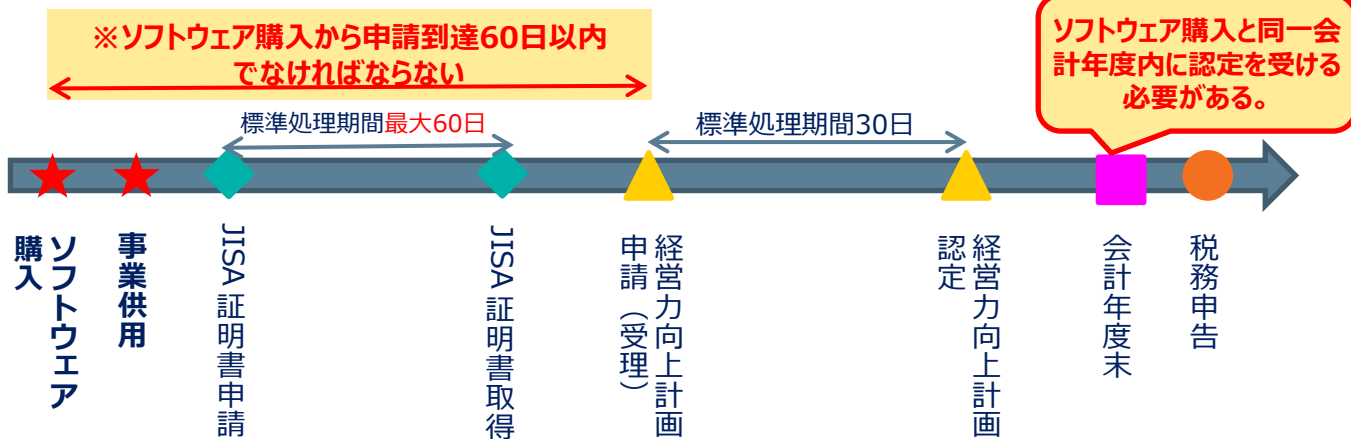 ※ソフトウェア購入から申請到達60日以内
でなければならない
ソフトウェア購入と同一会
計年度内に認定を受ける
必要がある。
標準処理期間最大60日
標準処理期間30日
ソフトウエア
購入
事業供用
JISA証明書申請
JISA証明書取得
経営力向上計画
申請（受理）
経営力向上計画
認定
会計年度末
税務申告